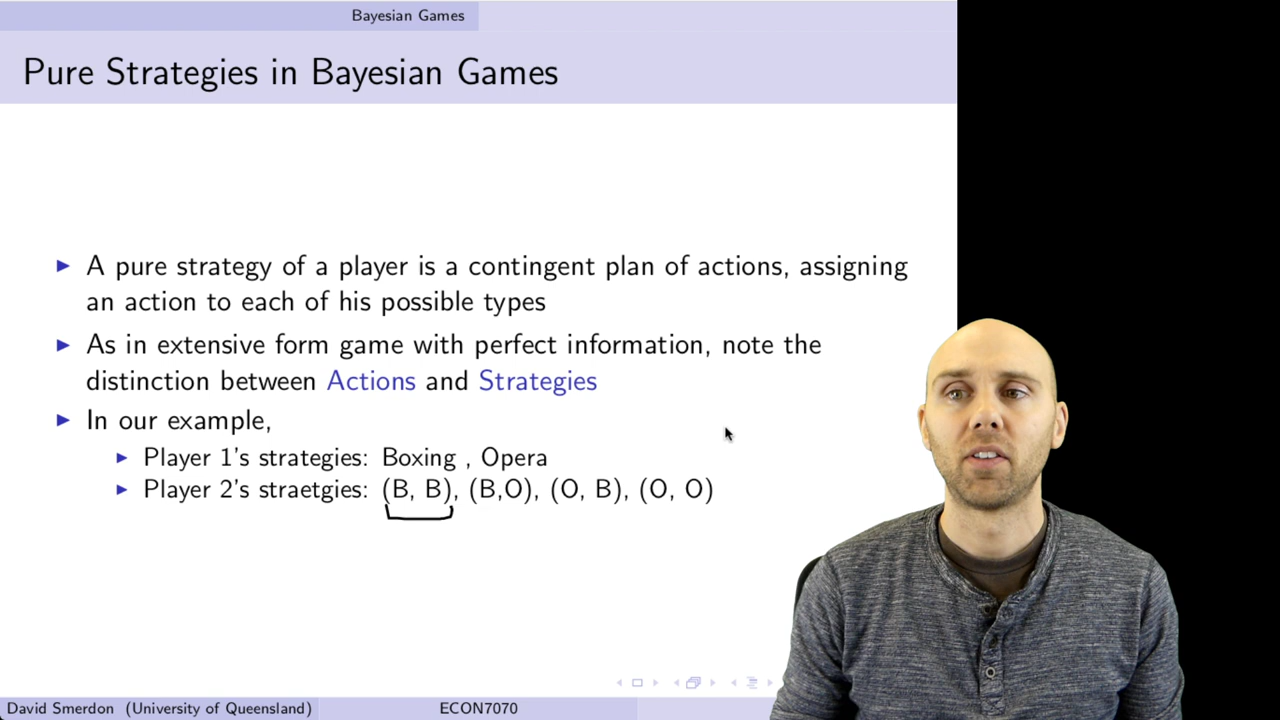 Bayesian Games
Pure Strategies in Bayesian Games
A pure strategy of a player is a contingent plan of actions, assigning
an action to each of his possible types
As in extensive form game with perfect information, note the
distinction between Actions and Strategies
In our example,
Player 1's strategies: Boxing , Opera
Player 2's straetgies: (B, B), (B,O), (O, B), (O, O)
David Smerdon (University of Queensland)
ECON7070